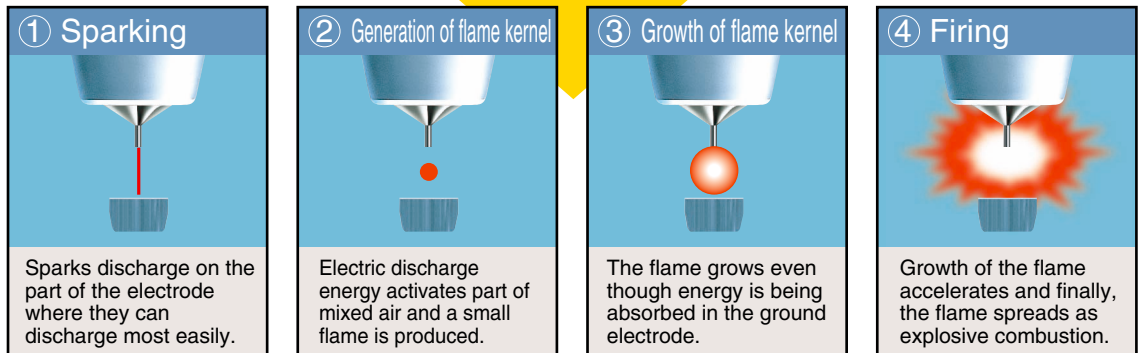 ① Sparking
Sparks discharge on the
part of the electrode
where they can
discharge most easily.
② Generation of flame kernel
Electric discharge
energy activates part of
mixed air and a small
flame is produced.
③ Growth of flame kernel
The flame grows even
though energy is being
absorbed in the ground
electrode.
④ Firing
Growth of the flame
accelerates and finally,
the flame spreads as
explosive combustion.